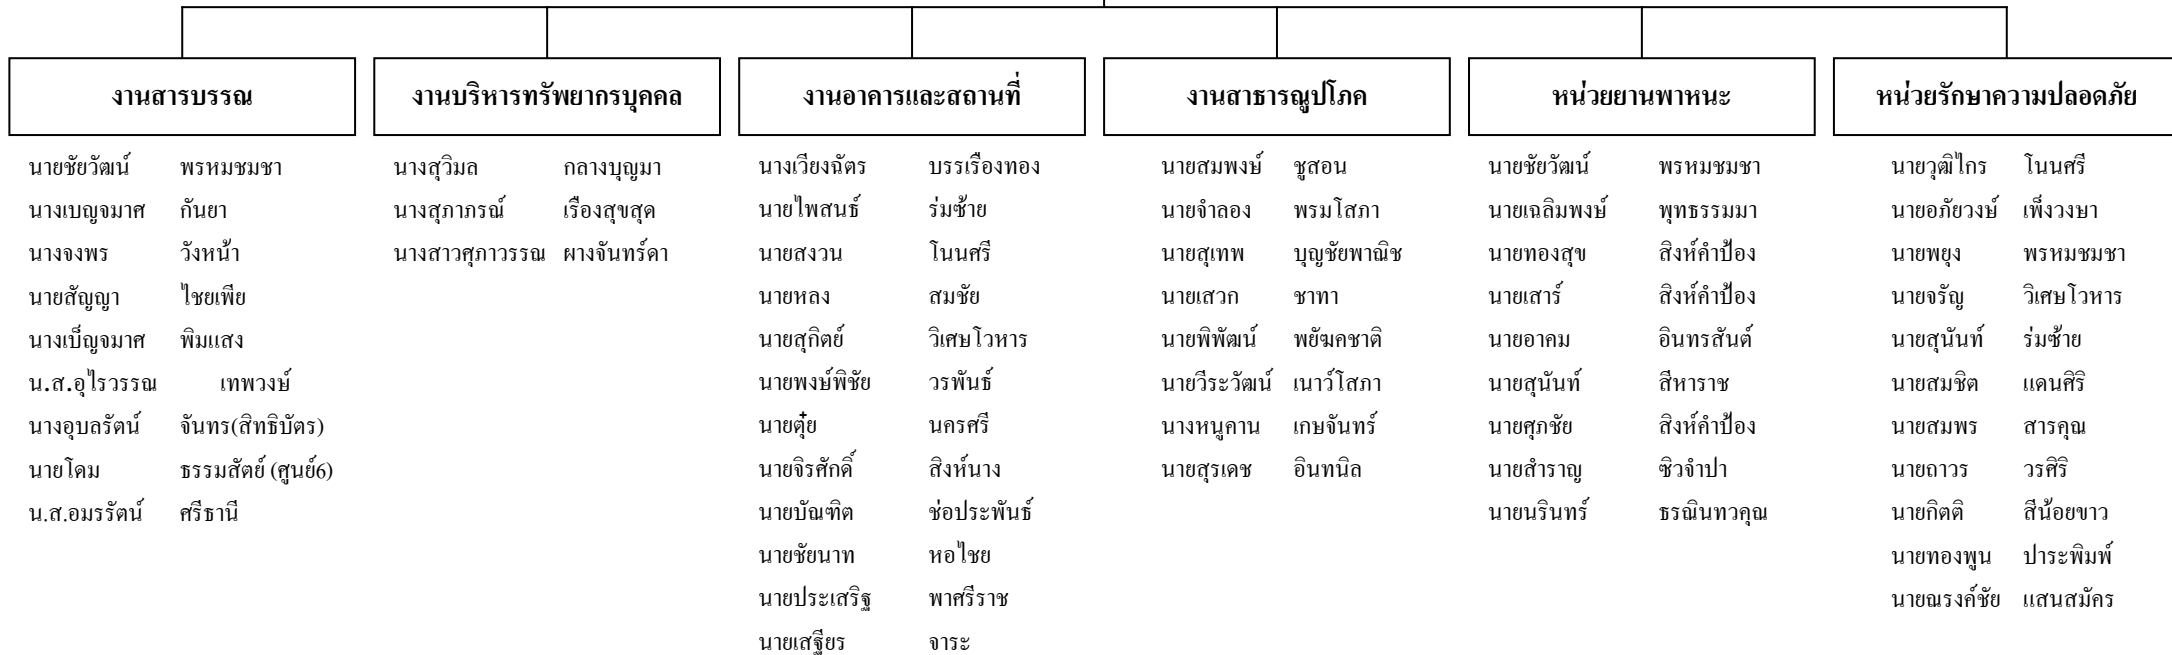 งานสารบรรณ
นายชัยวัฒน์ พรหมชมชา
นางเบญจมาศ กันยา
นางจงพร วังหน้า
นายสัญญา ไชยเพีย
นางเบ็ญจมาศ พิมแสง
น.ส.อุไรวรรณ เทพวงษ์
นางอุบลรัตน์ จันทร(สิทธิบัตร)
นายโดม ธรรมสัตย์ (ศูนย์6)
น.ส.อมรรัตน์ ศรีธานี
งานบริหารทรัพยากรบุคคล
นางสุวิมล กลางบุญมา
นางสุภาภรณ์ เรืองสุขสุด
นางสาวศุภาวรรณ ผางจันทร์ดา
งานอาคารและสถานที่
นางเวียงฉัตร บรรเรืองทอง
นายไพสนธ์ ร่มซ้าย
นายสงวน โนนศรี
นายหลง สมชัย
นายสุกิตย์ วิเศษโวหาร
นายพงษ์พิชัย วรพันธ์
นายตุ๋ย นครศรี
นายจิรศักดิ์ สิงห์นาง
นายบัณฑิต ช่อประพันธ์
นายชัยนาท หอไชย
นายประเสริฐ พาศรีราช
นายเสฐียร จาระ
งานสาธารณูปโภค
นายสมพงษ์ ชูสอน
นายจำลอง พรมโสภา
นายสุเทพ บุญชัยพาณิช
นายเสวก ชาทา
นายพิพัฒน์ พยัฆคชาติ
นายวีระวัฒน์ เนาว์โสภา
นางหนูคาน เกษจันทร์
นายสุรเดช อินทนิล
หน่วยยานพาหนะ
นายชัยวัฒน์ พรหมชมชา
นายเฉลิมพงษ์ พุทธรรมมา
นายทองสุข สิงห์คำป้อง
นายเสาร์ สิงห์คำป้อง
นายอาคม อินทรสันต์
นายสุนันท์ สีหาราช
นายศุภชัย สิงห์คำป้อง
นายสำราญ ซิวจำปา
นายนรินทร์ ธรณินทวคุณ
หน่วยรักษาความปลอดภัย
นายวุฒิไกร โนนศรี
นายอภัยวงษ์ เพ็งวงษา
นายพยุง พรหมชมชา
นายจรัญ วิเศษโวหาร
นายสุนันท์ ร่มซ้าย
นายสมชิต แดนศิริ
นายสมพร สารคุณ
นายถาวร วรศิริ
นายกิตติ สีน้อยขาว
นายทองพูน ปาระพิมพ์
นายณรงค์ชัย แสนสมัคร